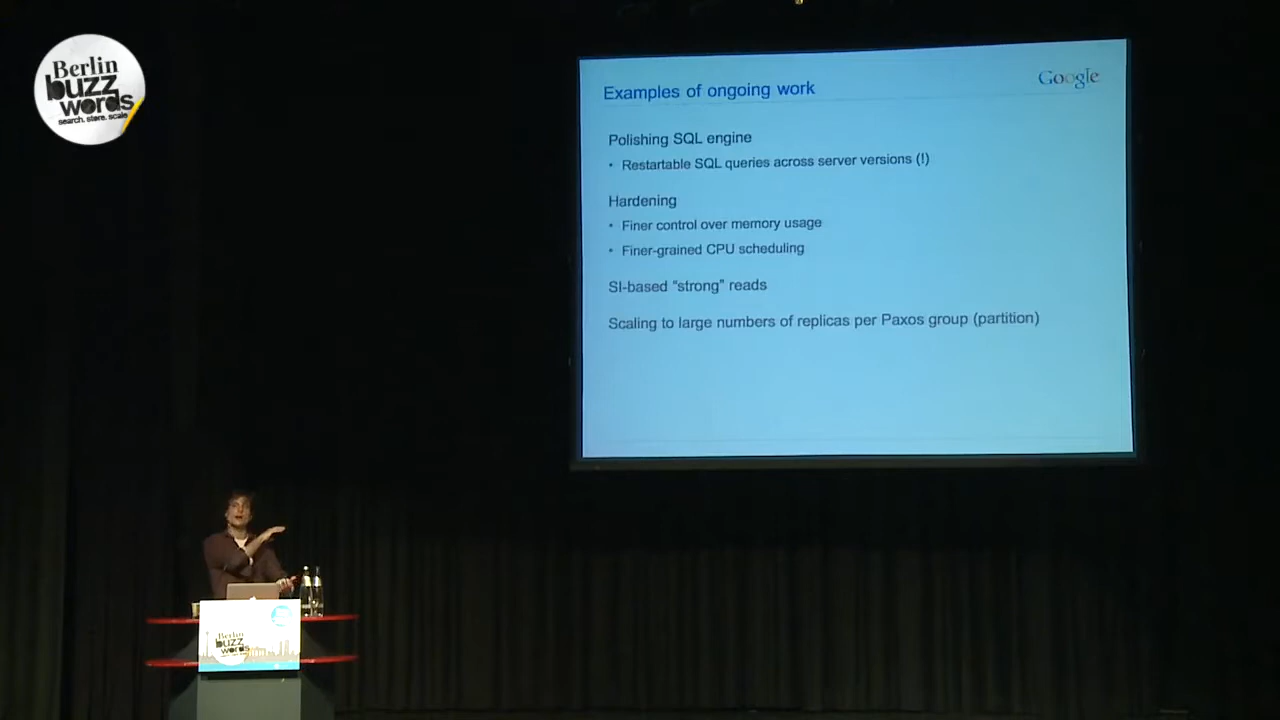 Berlin
buzz
words
search. store. scale
Google
Examples of ongoing work
Polishing SQL engine
• Restartable SQL queries across server versions (!)
Hardening
• Finer control over memory usage
• Finer-grained CPU scheduling
SI-based “strong” reads
Scaling to large numbers of replicas per Paxos group (partition)
Berlin
buzz
words